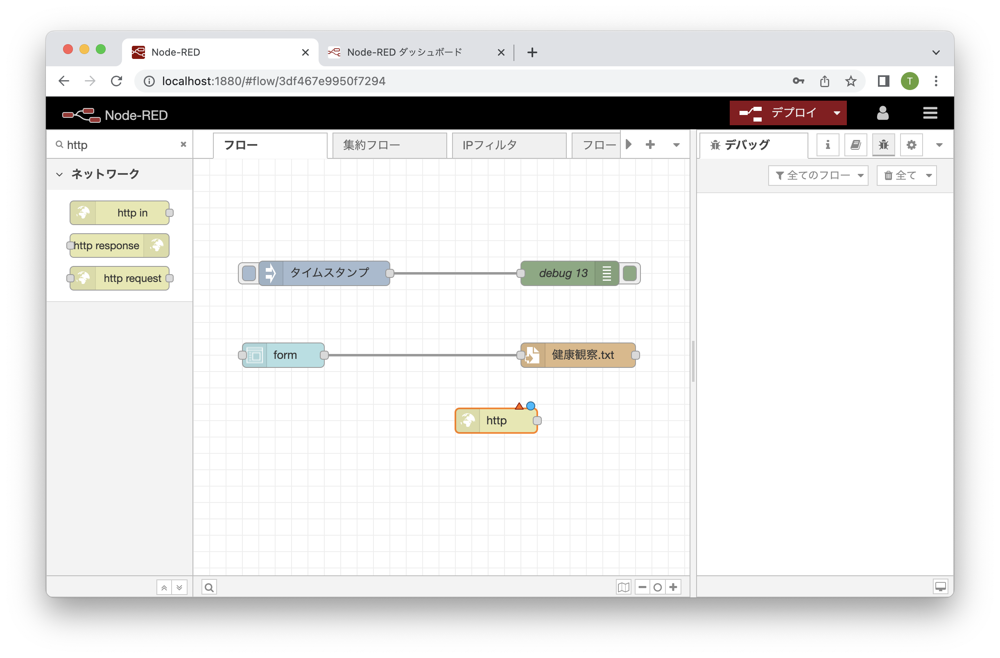 Node-RED
Node-RED ダッシュボード
localhost:1880/#flow/3df467e9950f7294
T
Node-RED
デプロイ
http
フロー
集約フロー
IPフィルタ
フロー
デバッグ
全てのフロー
全て
ネットワーク
http in
http response
http request
タイムスタンプ
debug 13
form
健康観察.txt
http